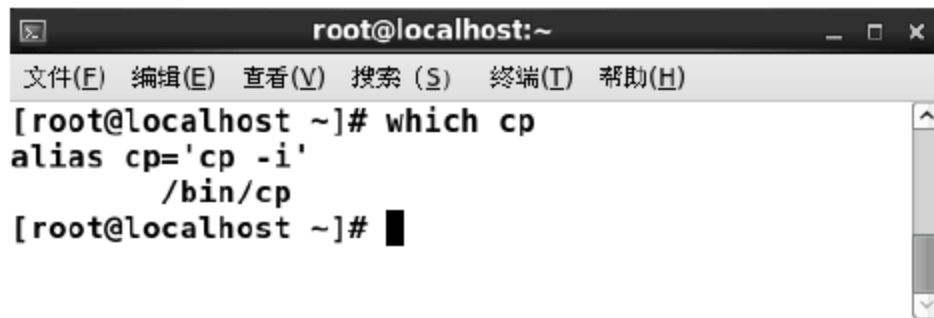 root@localhost:~
文件(F) 编辑(E) 查看(V) 搜索 (S) 终端(T) 帮助(H)
[root@localhost ~]# which cp
alias cp='cp -i'
        /bin/cp
[root@localhost ~]#